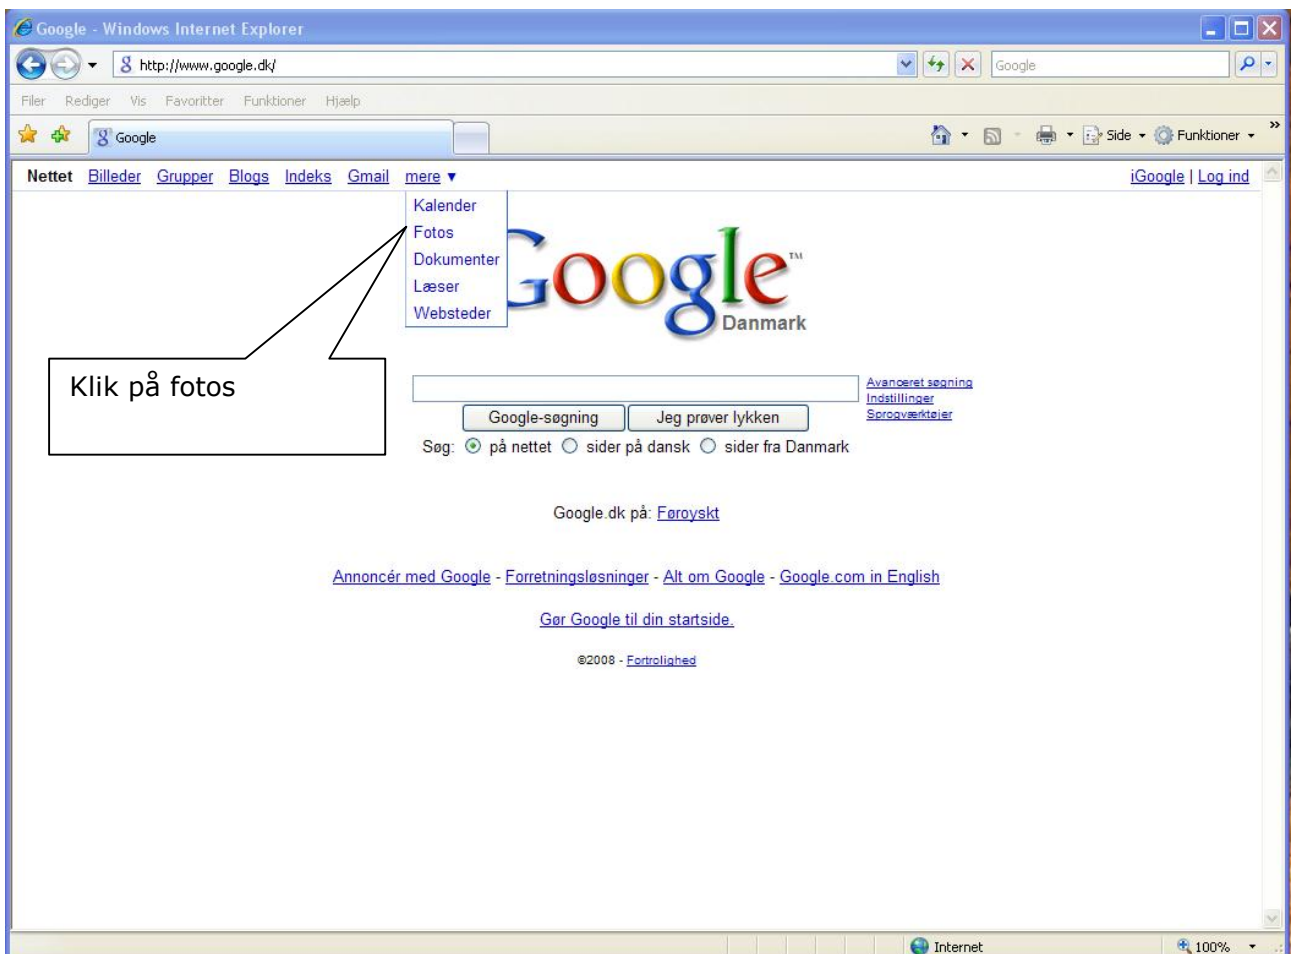 Google - Windows Internet Explorer
http://www.google.dk/
Google
Filer Rediger Vis Favoritter Funktioner Hjælp
Google
Side
Funktioner
Nettet Billeder Grupper Blogs Indeks Gmail mere ▼
iGoogle | Log ind
Kalender
Fotos
Dokumenter
Læser
Websteder
Google™
Danmark
Klik på fotos
Avanceret søgning
Indstillinger
Sprogværktøjer
Google-søgning Jeg prøver lykken
Søg: på nettet sider på dansk sider fra Danmark
Google.dk på: Føroyskt
Annoncér med Google - Forretningsløsninger - Alt om Google - Google.com in English
Gør Google til din startside.
©2008 - Fortrolighed
Internet
100%